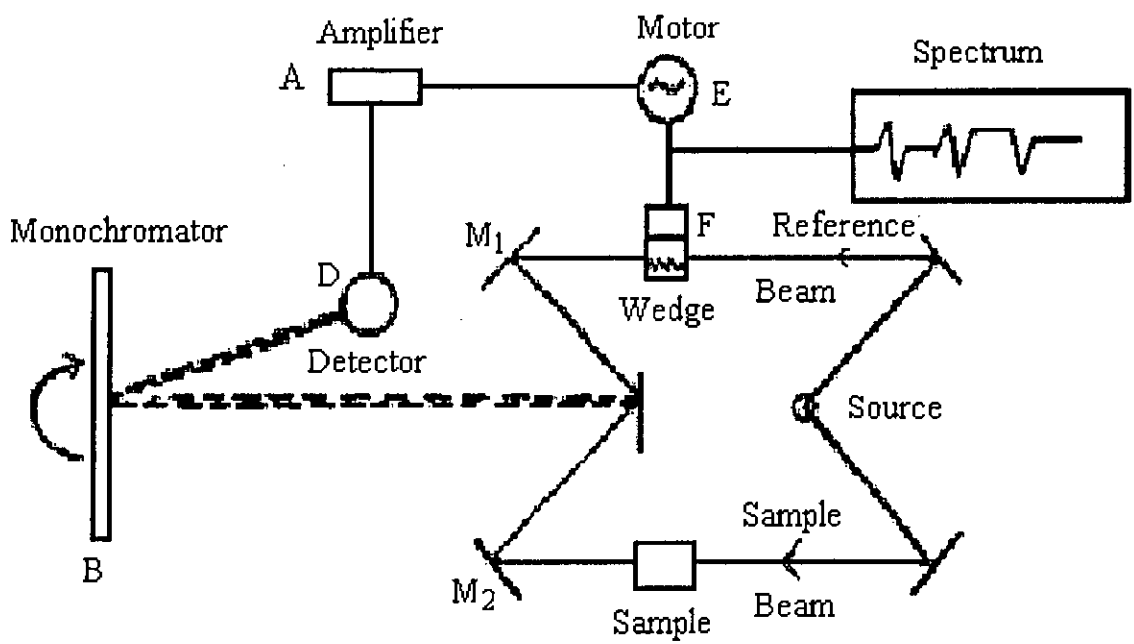 Motor
Amplifier
Spectrum
A
E
Monochromator
F
M1
Reference
D
Wedge
Beam
Detector
Source
Sample
B
M2
Sample
Beam